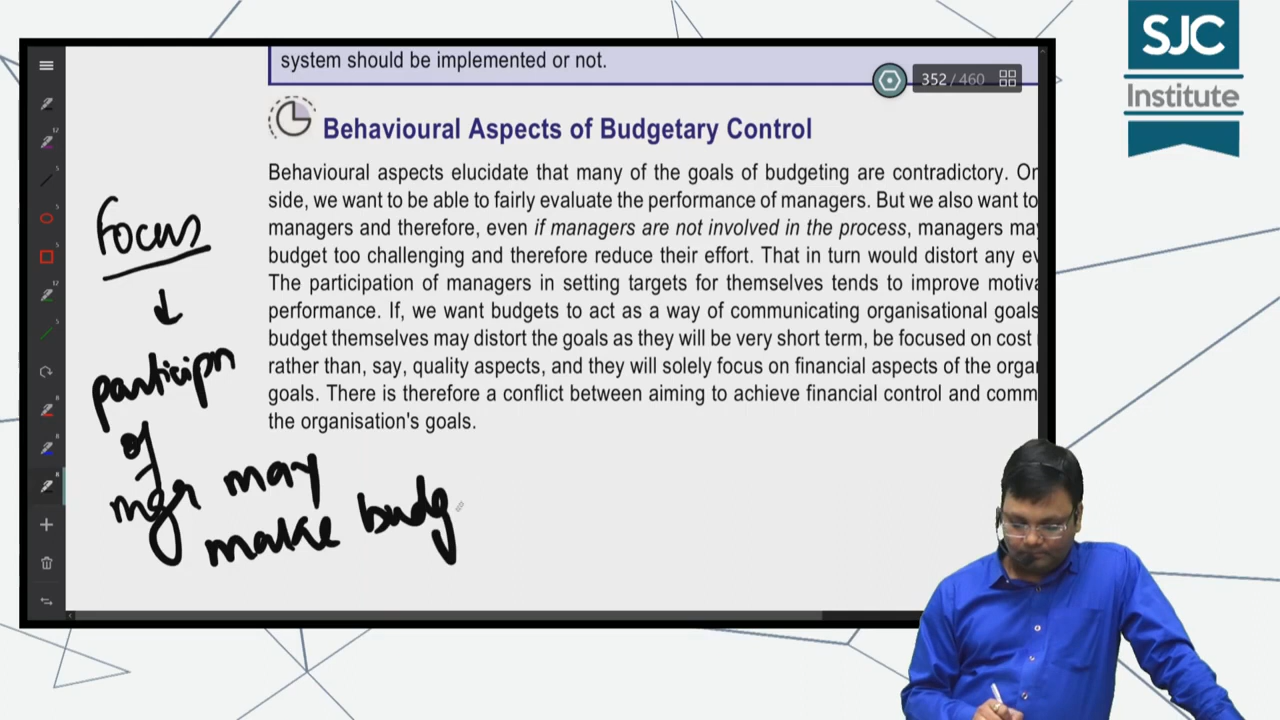 system should be implemented or not.
352 / 460
SJC
Institute
Behavioural Aspects of Budgetary Control
Behavioural aspects elucidate that many of the goals of budgeting are contradictory. On
side, we want to be able to fairly evaluate the performance of managers. But we also want to
managers and therefore, even if managers are not involved in the process, managers may
budget too challenging and therefore reduce their effort. That in turn would distort any ev
The participation of managers in setting targets for themselves tends to improve motiva
performance. If, we want budgets to act as a way of communicating organisational goals
budget themselves may distort the goals as they will be very short term, be focused on cost
rather than, say, quality aspects, and they will solely focus on financial aspects of the orga
goals. There is therefore a conflict between aiming to achieve financial control and comm
the organisation's goals.
Focus
participn
of
mgr may
make budg